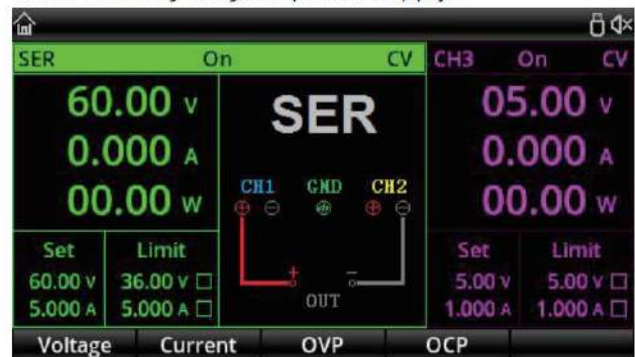 SER On CV CH3 On CV
60.00 V
0.000 A
00.00 W
SER
CH1 GND CH2
+ -
OUT
05.00 V
0.000 A
00.00 W
Set Limit
60.00 V 36.00 V
5.000 A 5.000 A
Set Limit
5.00 V 5.00 V
1.000 A 1.000 A
Voltage Current OVP OCP